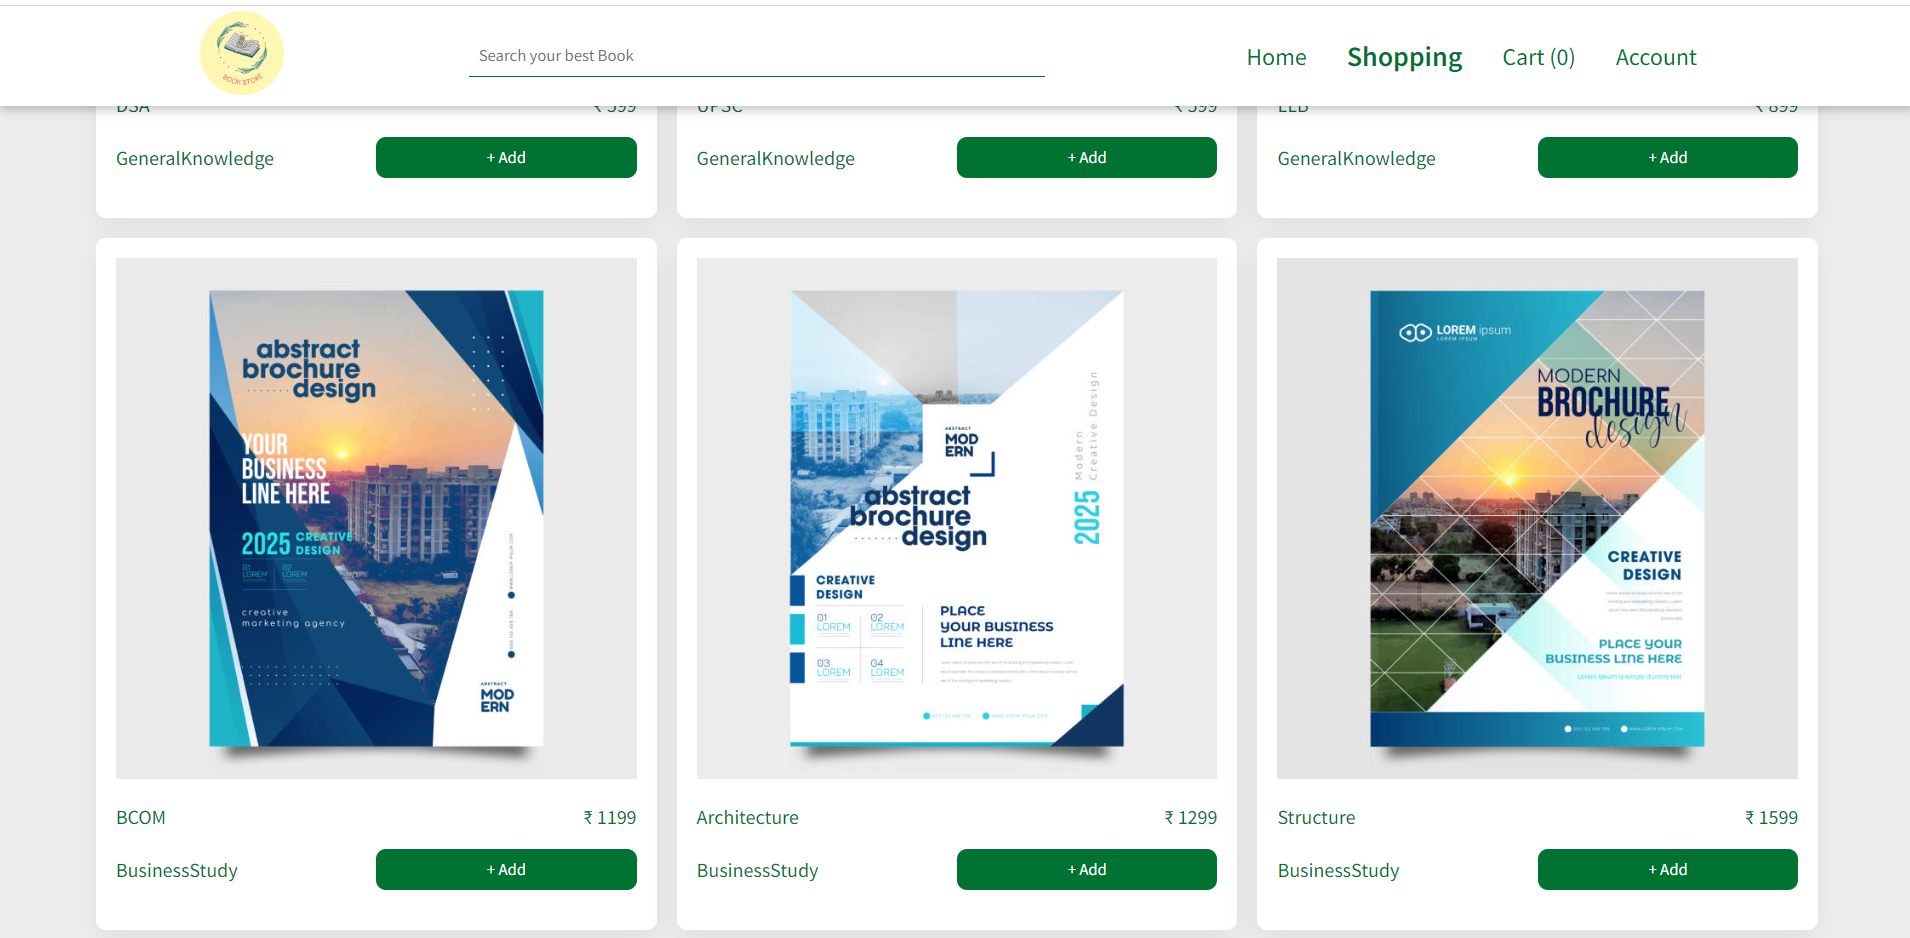 BOOK STORE
Search your best Book
Home
Shopping
Cart (0)
Account
DSA
₹ 599
UPSC
₹ 599
LLB
₹ 899
GeneralKnowledge
+ Add
GeneralKnowledge
+ Add
GeneralKnowledge
+ Add
abstract
brochure
design
YOUR
BUSINESS
LINE HERE
2025 CREATIVE
DESIGN
01
LOREM
02
LOREM
creative
marketing agency
ABSTRACT
MOD
ERN
BCOM
₹ 1199
BusinessStudy
+ Add
ABSTRACT
MOD
ERN
Modern
Creative Design
2025
abstract
brochure
design
CREATIVE
DESIGN
01
LOREM
02
LOREM
03
LOREM
04
LOREM
PLACE
YOUR BUSINESS
LINE HERE
Architecture
₹ 1299
BusinessStudy
+ Add
LOREM ipsum
LOREM IPSUM
MODERN
BROCHURE
design
CREATIVE
DESIGN
PLACE YOUR
BUSINESS LINE HERE
Lorem Ipsum is simply dummy text
Structure
₹ 1599
BusinessStudy
+ Add